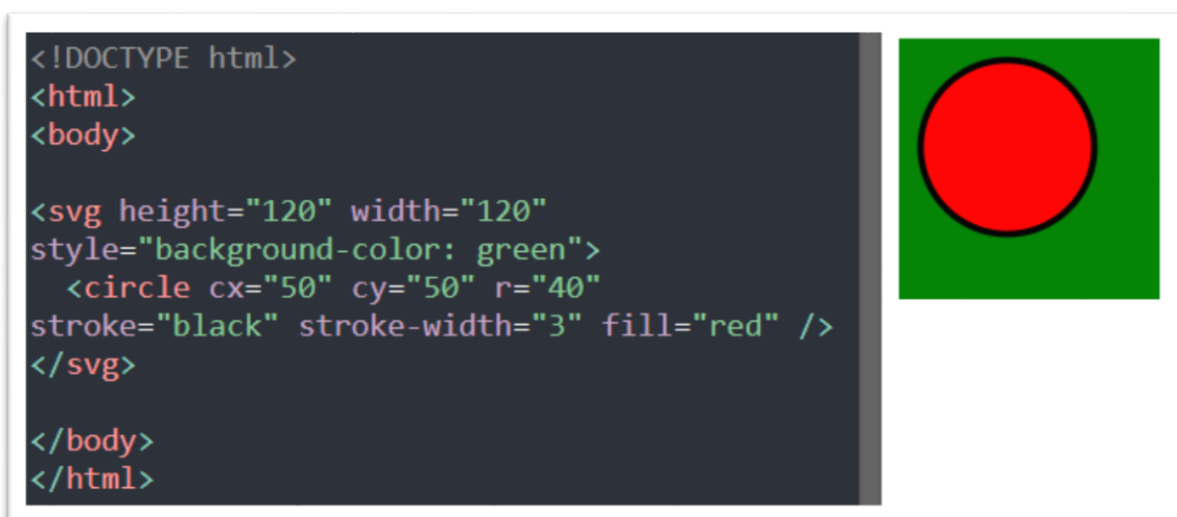 <!DOCTYPE html>
<html>
<body>
<svg height="120" width="120"
style="background-color: green">
<circle cx="50" cy="50" r="40"
stroke="black" stroke-width="3" fill="red" />
</svg>
</body>
</html>